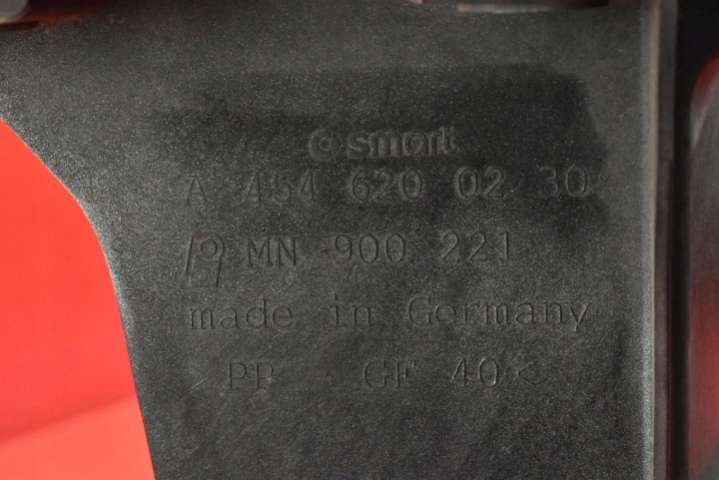 smart
A 454 620 02 30
MN 900 221
made in Germany
>PP - GF 40<